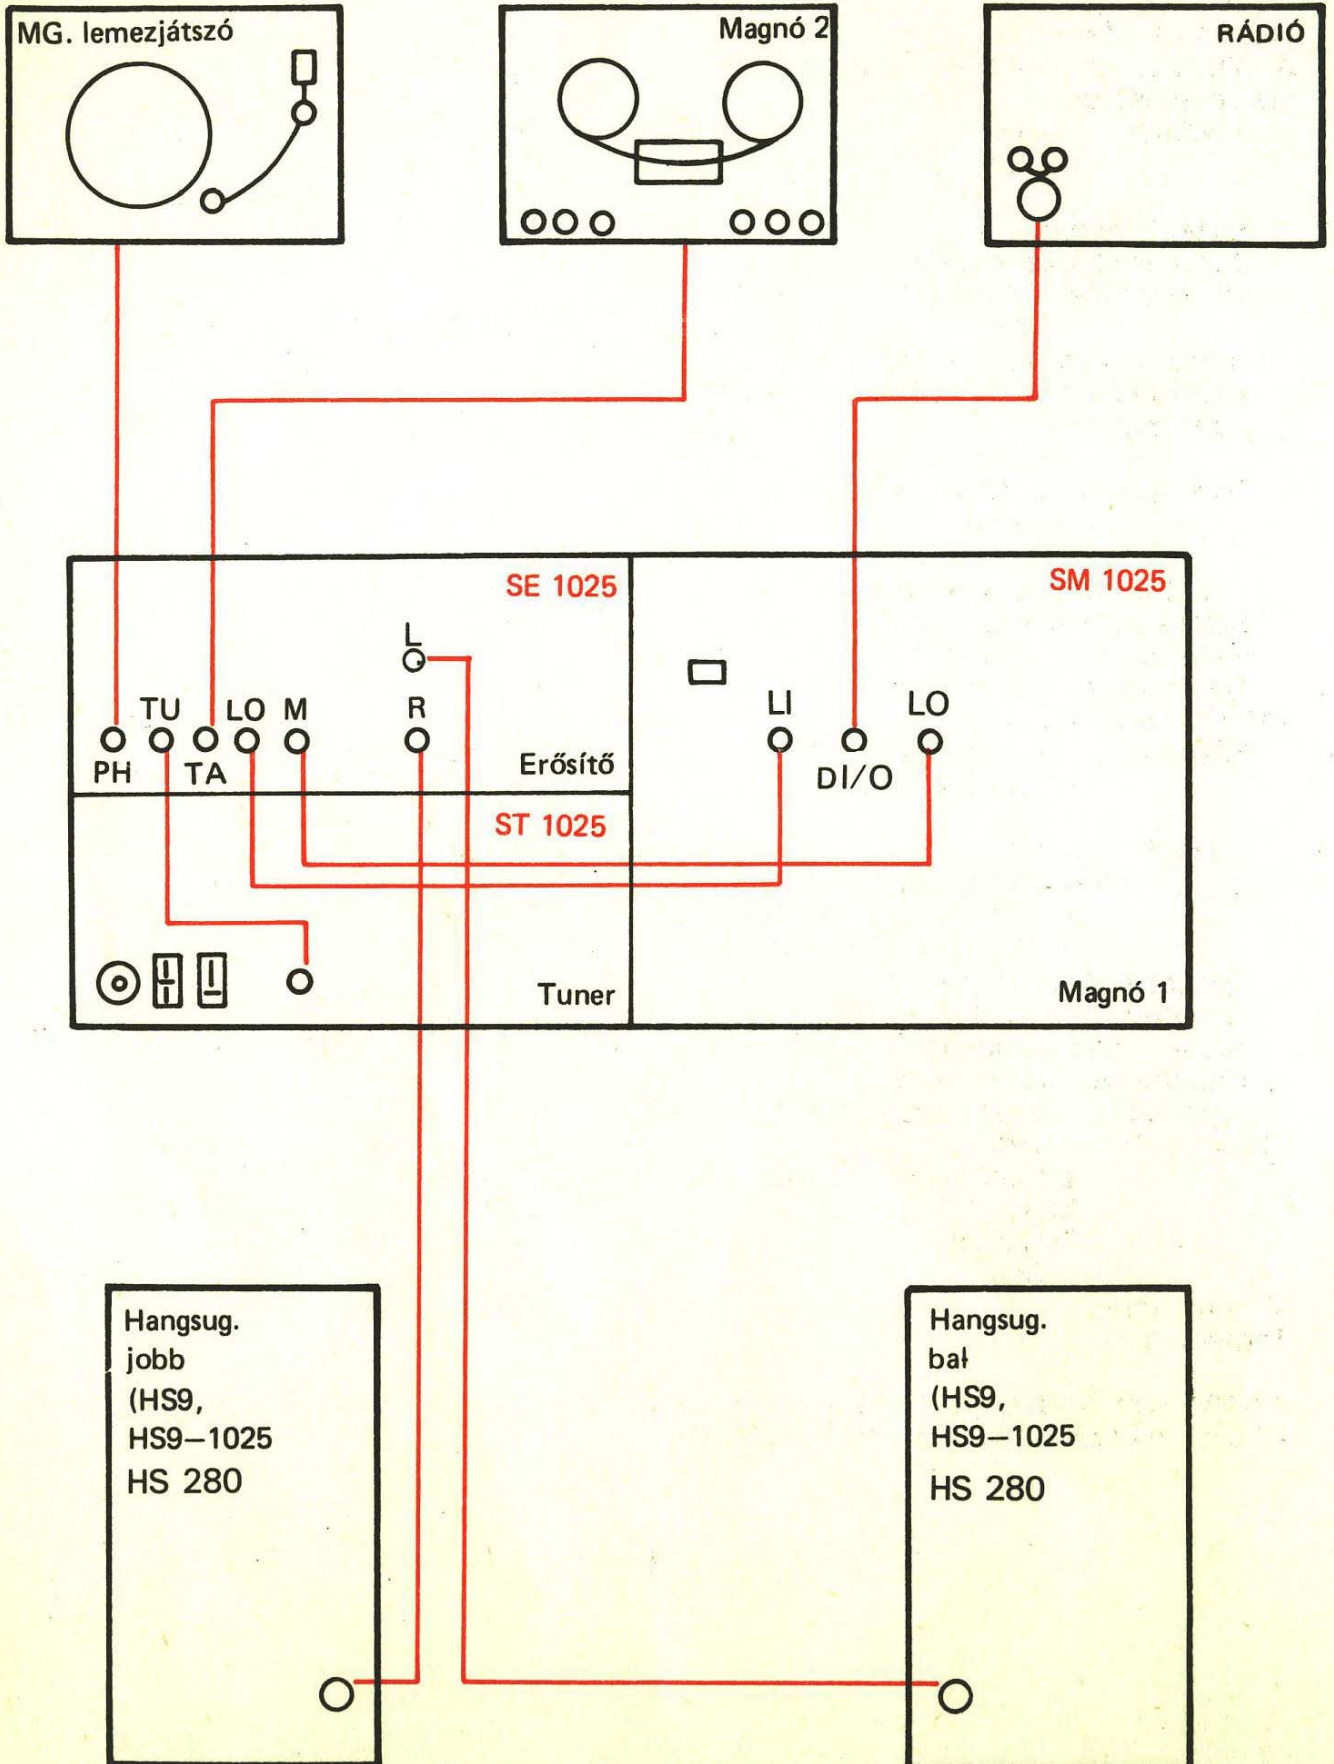 MG. lemezjátszó
Magnó 2
RÁDIÓ
SE 1025
SM 1025
L
TU LO M
R
LI
LO
PH
TA
Erősítő
DI/O
ST 1025
Tuner
Magnó 1
Hangsug.
jobb
(HS9,
HS9–1025
HS 280
Hangsug.
bal
(HS9,
HS9–1025
HS 280